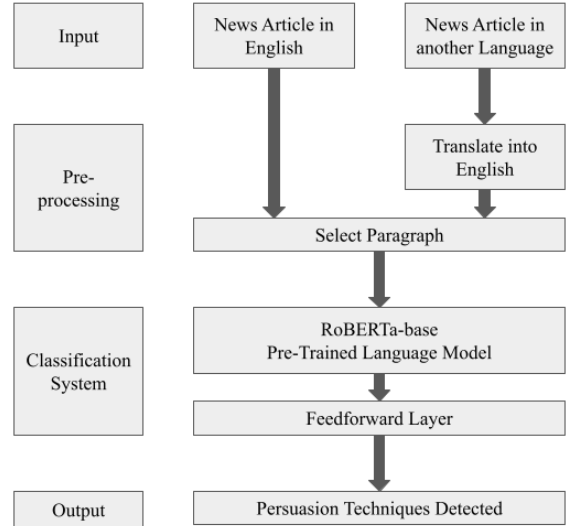 Input
News Article in
English
News Article in
another Language
Pre-
processing
Translate into
English
Select Paragraph
Classification
System
RoBERTa-base
Pre-Trained Language Model
Feedforward Layer
Output
Persuasion Techniques Detected